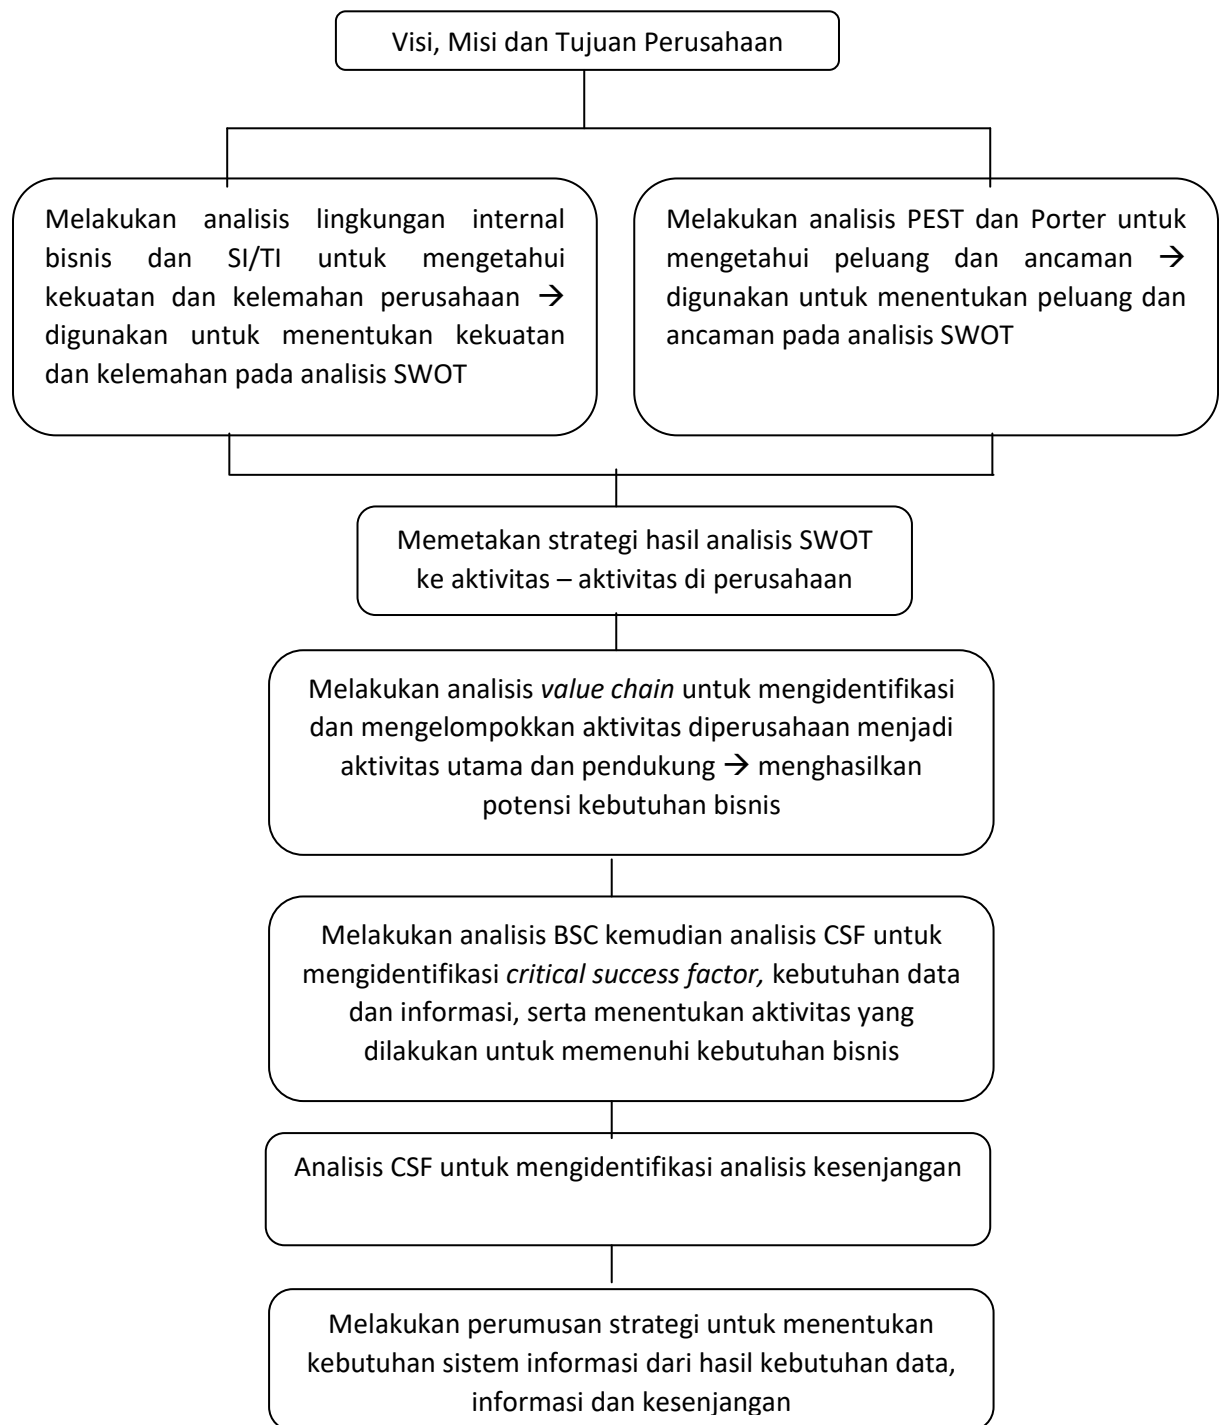 Visi, Misi dan Tujuan Perusahaan
Melakukan analisis lingkungan internal
bisnis dan SI/TI untuk mengetahui
kekuatan dan kelemahan perusahaan →
digunakan untuk menentukan kekuatan
dan kelemahan pada analisis SWOT
Melakukan analisis PEST dan Porter untuk
mengetahui peluang dan ancaman →
digunakan untuk menentukan peluang dan
ancaman pada analisis SWOT
Memetakan strategi hasil analisis SWOT
ke aktivitas – aktivitas di perusahaan
Melakukan analisis value chain untuk mengidentifikasi
dan mengelompokkan aktivitas diperusahaan menjadi
aktivitas utama dan pendukung → menghasilkan
potensi kebutuhan bisnis
Melakukan analisis BSC kemudian analisis CSF untuk
mengidentifikasi critical success factor, kebutuhan data
dan informasi, serta menentukan aktivitas yang
dilakukan untuk memenuhi kebutuhan bisnis
Analisis CSF untuk mengidentifikasi analisis kesenjangan
Melakukan perumusan strategi untuk menentukan
kebutuhan sistem informasi dari hasil kebutuhan data,
informasi dan kesenjangan